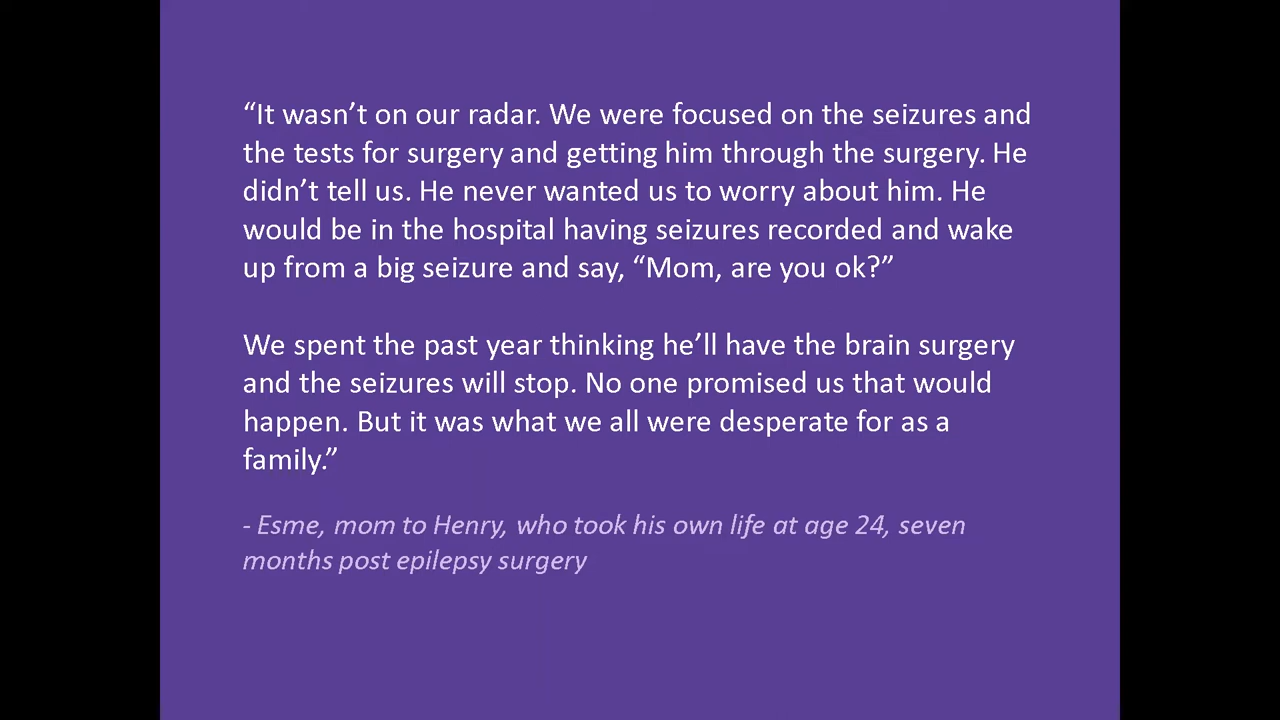 “It wasn’t on our radar. We were focused on the seizures and
the tests for surgery and getting him through the surgery. He
didn’t tell us. He never wanted us to worry about him. He
would be in the hospital having seizures recorded and wake
up from a big seizure and say, “Mom, are you ok?”
We spent the past year thinking he’ll have the brain surgery
and the seizures will stop. No one promised us that would
happen. But it was what we all were desperate for as a
family.”
- Esme, mom to Henry, who took his own life at age 24, seven
months post epilepsy surgery